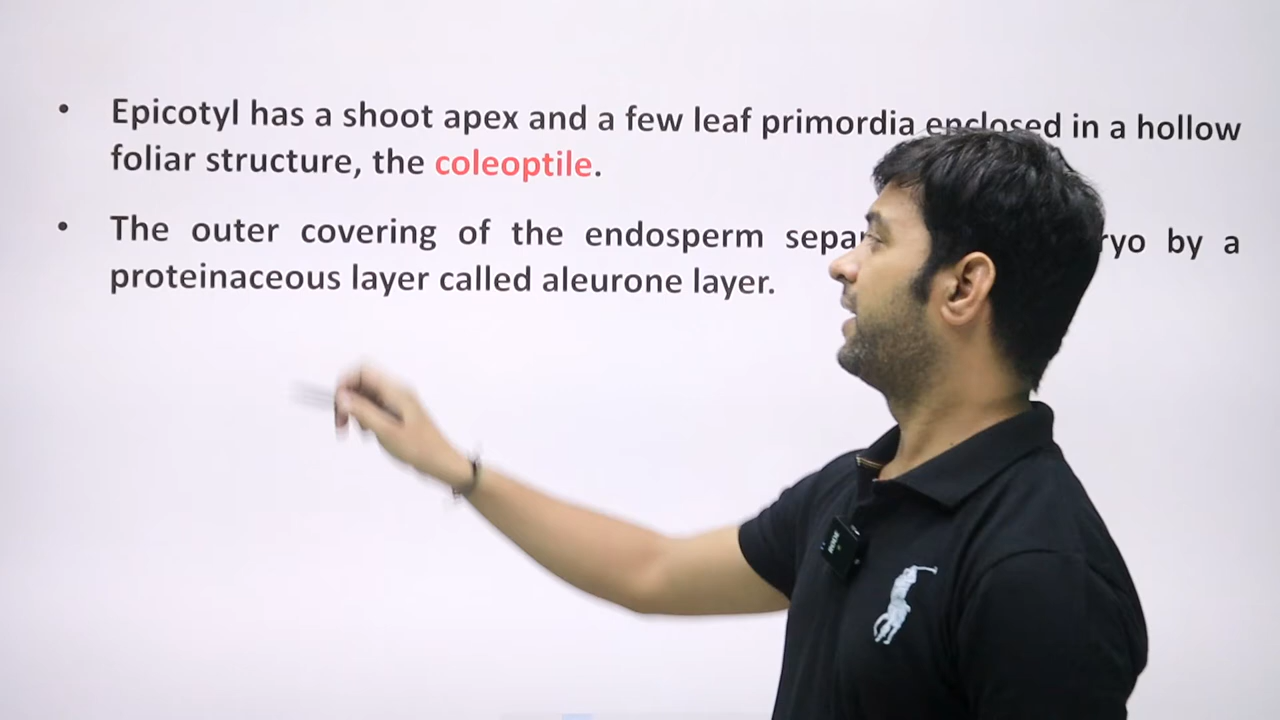 • Epicotyl has a shoot apex and a few leaf primordia enclosed in a hollow
foliar structure, the coleoptile.
• The outer covering of the endosperm by a
proteinaceous layer called aleurone layer.
RODE